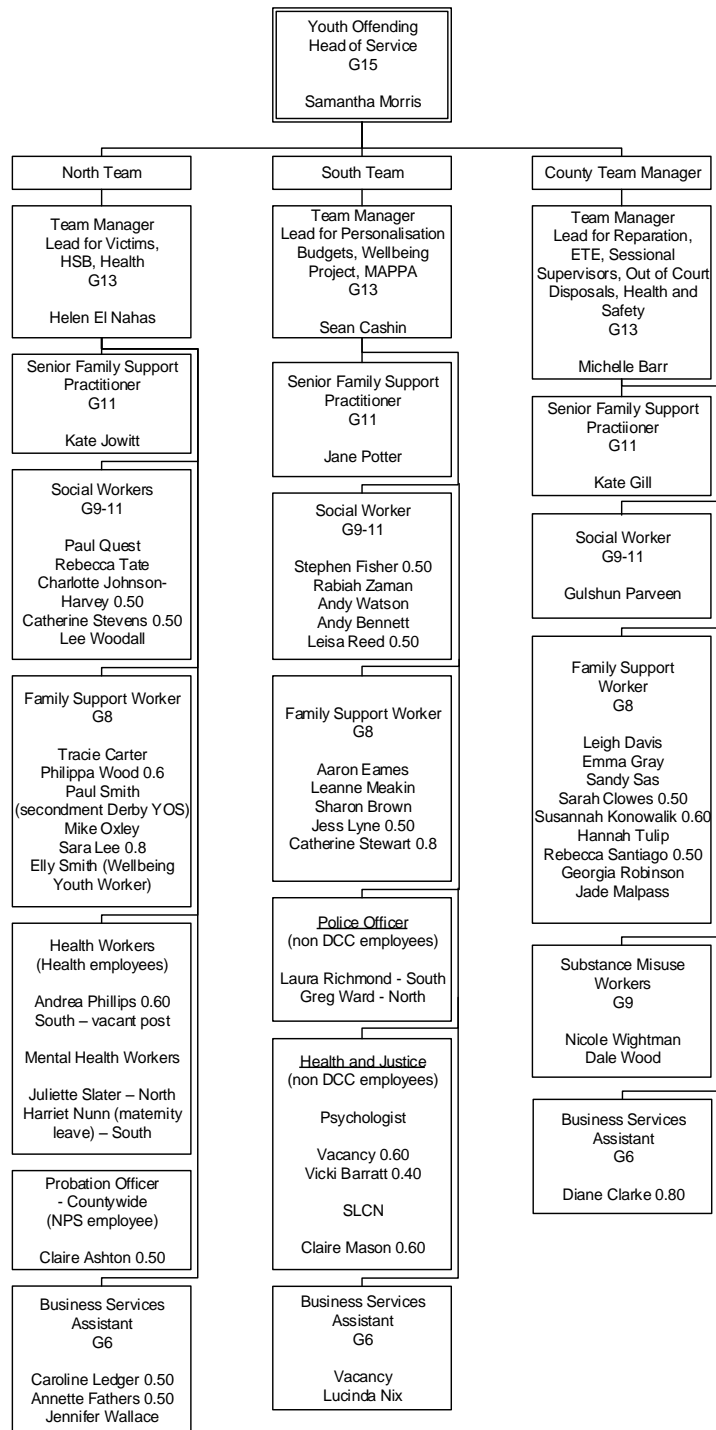 Youth Offending
Head of Service
G15
Samantha Morris
North Team
Team Manager
Lead for Victims,
HSB, Health
G13
Helen El Nahas
Senior Family Support
Practitioner
G11
Kate Jowitt
Social Workers
G9-11
Paul Quest
Rebecca Tate
Charlotte Johnson-
Harvey 0.50
Catherine Stevens 0.50
Lee Woodall
Family Support Worker
G8
Tracie Carter
Philippa Wood 0.6
Paul Smith
(secondment Derby YOS)
Mike Oxley
Sara Lee 0.8
Elly Smith (Wellbeing
Youth Worker)
Health Workers
(Health employees)
Andrea Phillips 0.60
South – vacant post
Mental Health Workers
Juliette Slater – North
Harriet Nunn (maternity
leave) – South
Probation Officer
- Countywide
(NPS employee)
Claire Ashton 0.50
Business Services
Assistant
G6
Caroline Ledger 0.50
Annette Fathers 0.50
Jennifer Wallace
South Team
Team Manager
Lead for Personalisation
Budgets, Wellbeing
Project, MAPPA
G13
Sean Cashin
Senior Family Support
Practitioner
G11
Jane Potter
Social Worker
G9-11
Stephen Fisher 0.50
Rabiah Zaman
Andy Watson
Andy Bennett
Leisa Reed 0.50
Family Support Worker
G8
Aaron Eames
Leanne Meakin
Sharon Brown
Jess Lyne 0.50
Catherine Stewart 0.8
Police Officer
(non DCC employees)
Laura Richmond - South
Greg Ward - North
Health and Justice
(non DCC employees)
Psychologist
Vacancy 0.60
Vicki Barratt 0.40
SLCN
Claire Mason 0.60
Business Services
Assistant
G6
Vacancy
Lucinda Nix
County Team Manager
Team Manager
Lead for Reparation,
ETE, Sessional
Supervisors, Out of Court
Disposals, Health and
Safety
G13
Michelle Barr
Senior Family Support
Practiioner
G11
Kate Gill
Social Worker
G9-11
Gulshun Parveen
Family Support
Worker
G8
Leigh Davis
Emma Gray
Sandy Sas
Sarah Clowes 0.50
Susannah Konowalik 0.60
Hannah Tulip
Rebecca Santiago 0.50
Georgia Robinson
Jade Malpass
Substance Misuse
Workers
G9
Nicole Wightman
Dale Wood
Business Services
Assistant
G6
Diane Clarke 0.80